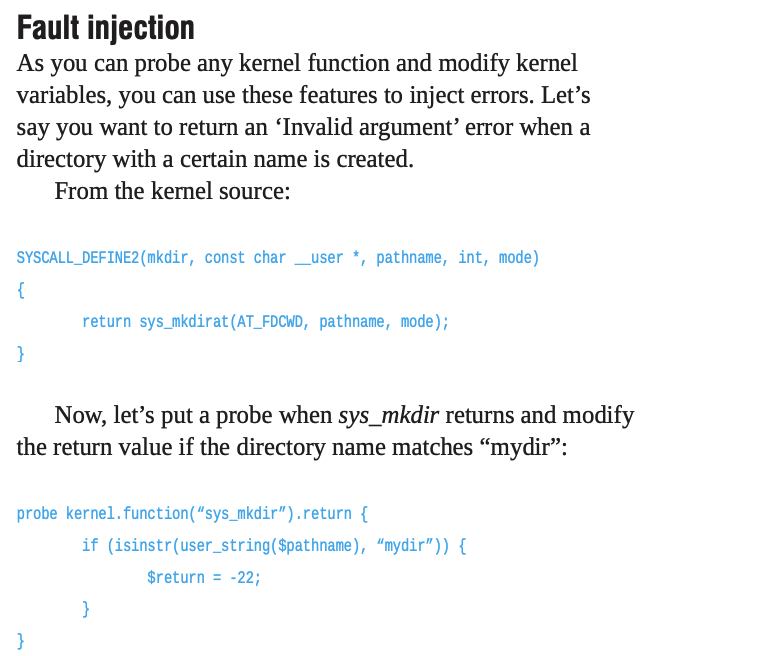 Fault injection
As you can probe any kernel function and modify kernel
variables, you can use these features to inject errors. Let’s
say you want to return an ‘Invalid argument’ error when a
directory with a certain name is created.
From the kernel source:
SYSCALL_DEFINE2(mkdir, const char __user *, pathname, int, mode)
{
return sys_mkdirat(AT_FDCWD, pathname, mode);
}
Now, let’s put a probe when sys_mkdir returns and modify
the return value if the directory name matches “mydir”:
probe kernel.function(“sys_mkdir”).return {
if (isinstr(user_string($pathname), “mydir”)) {
$return = -22;
}
}